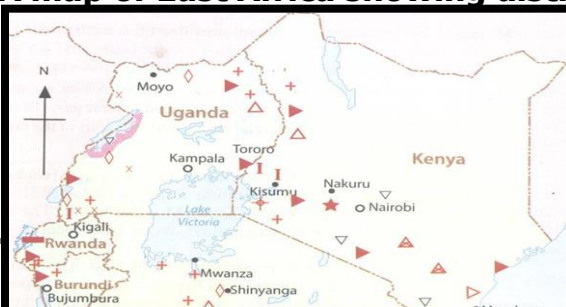 N
Moyo
Uganda
Tororo
Kampala
Kenya
Kisumu
Nakuru
Nairobi
Lake
Victoria
Kigali
Rwanda
Mwanza
Burundi
Shinyanga
Bujumbura